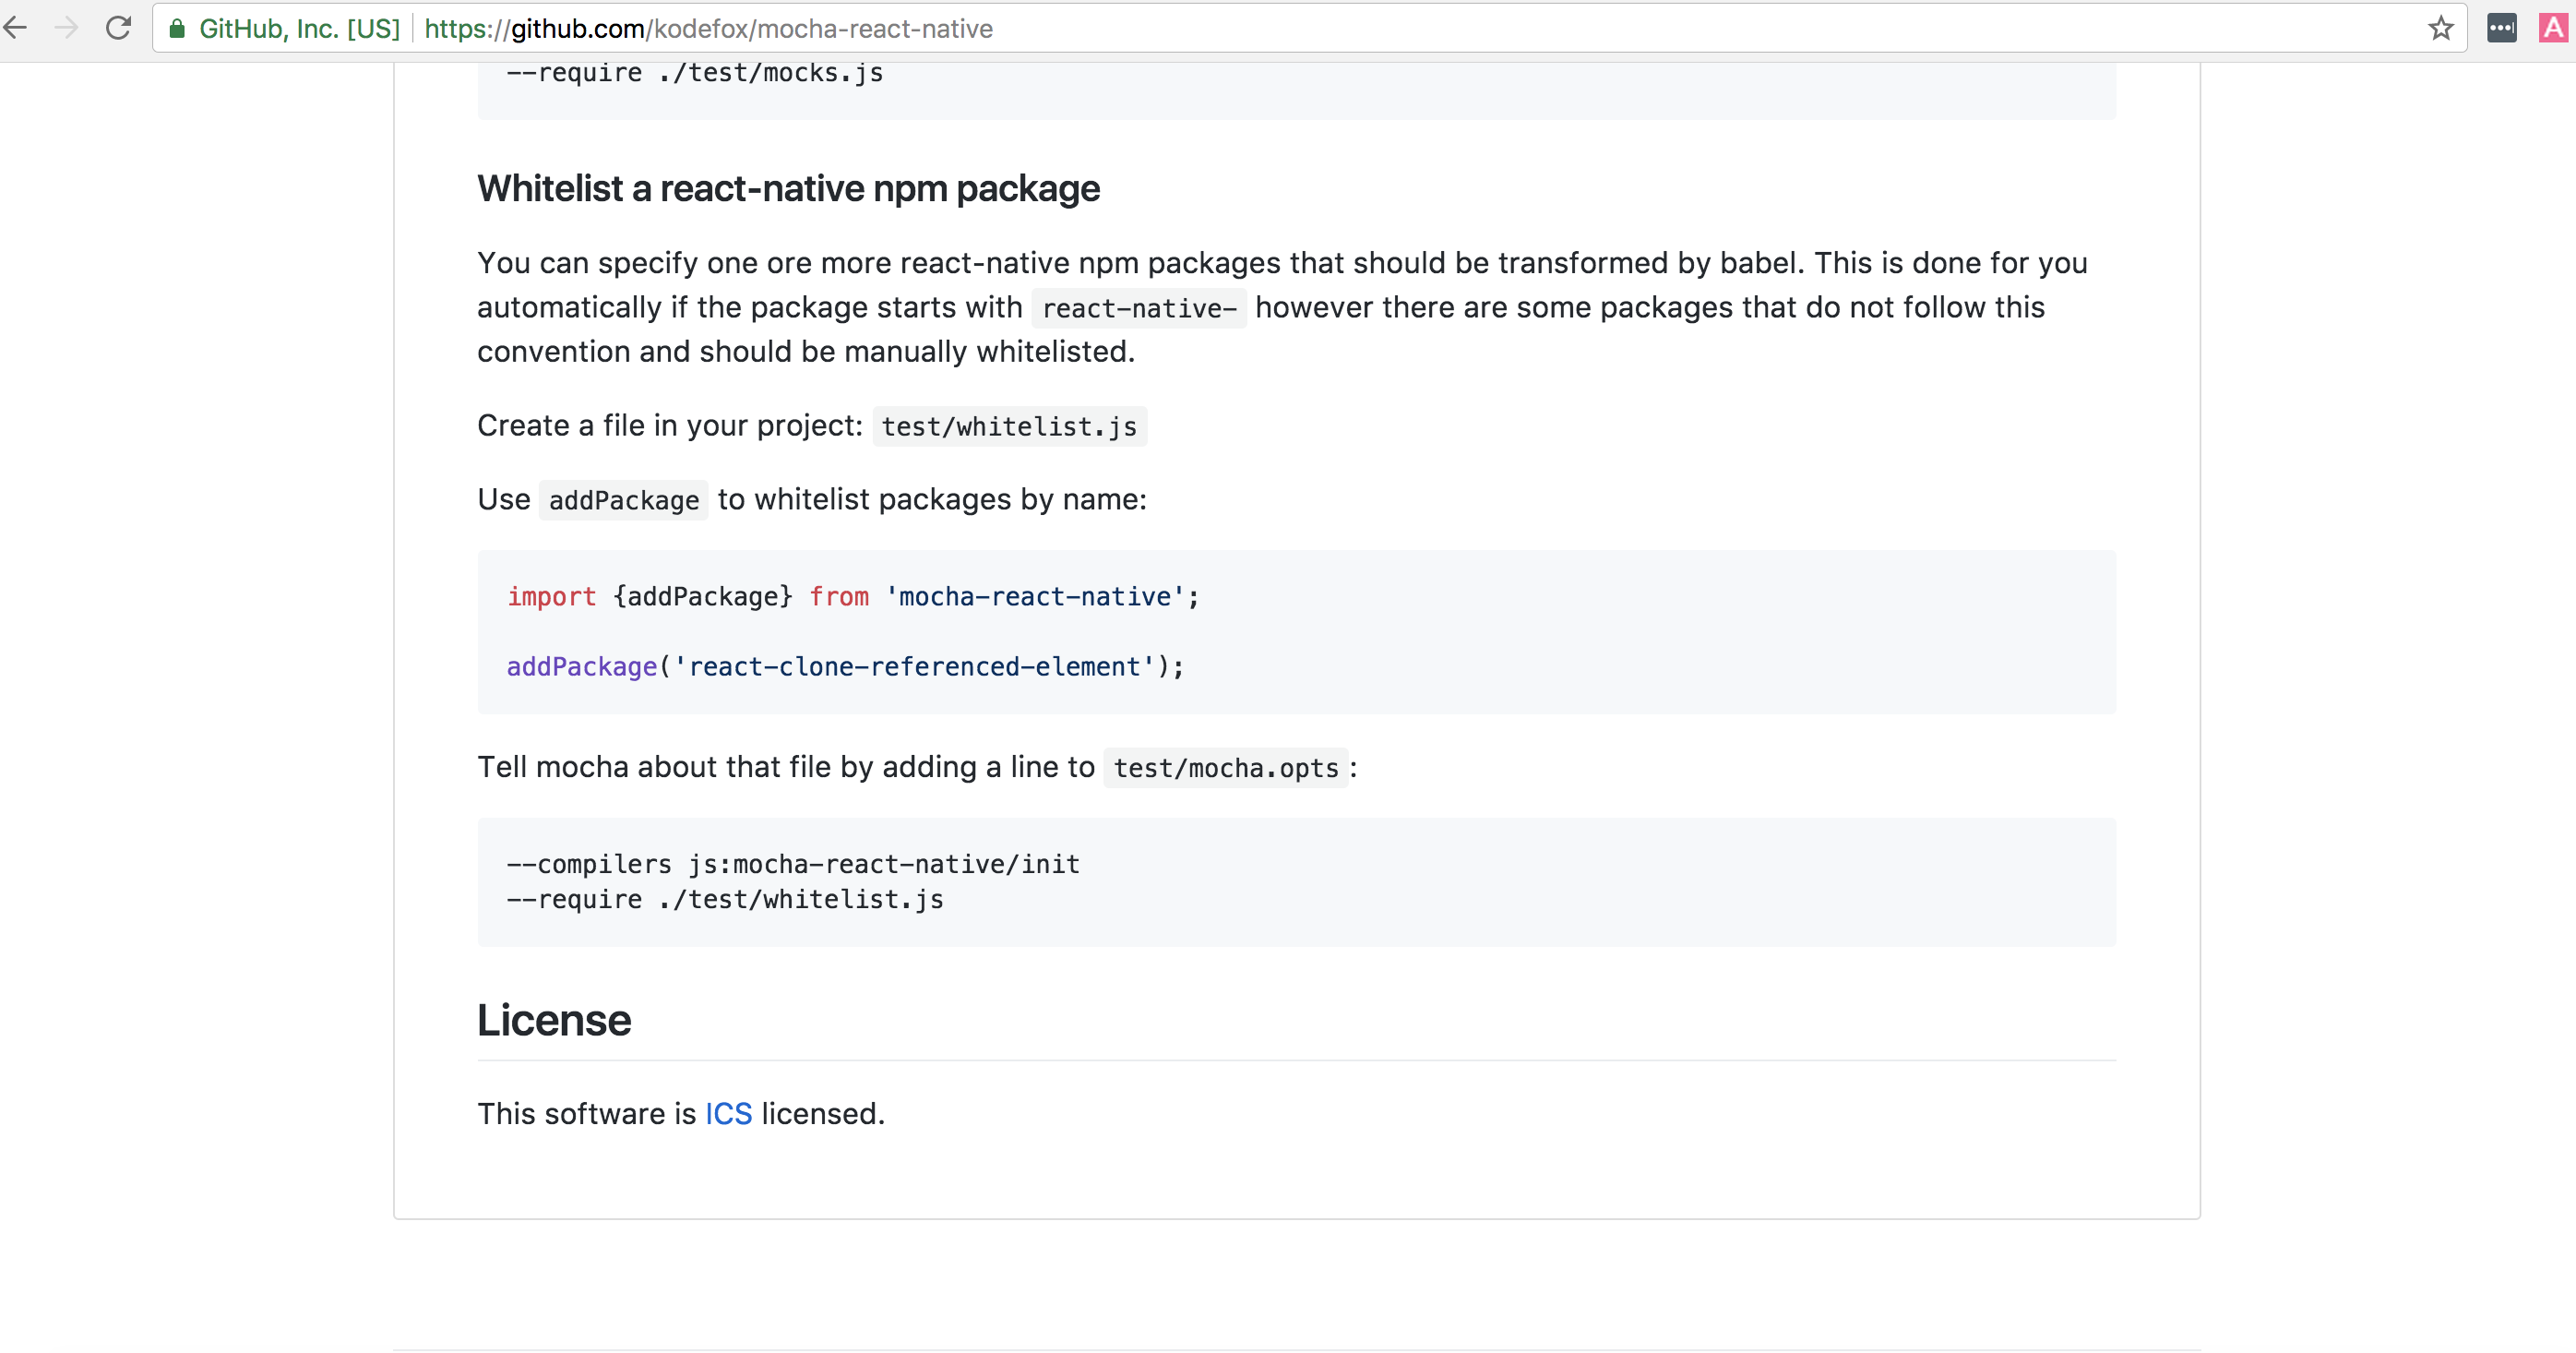 GitHub, Inc. [US] https://github.com/kodefox/mocha-react-native
A
--require ./test/mocks.js
Whitelist a react-native npm package
You can specify one ore more react-native npm packages that should be transformed by babel. This is done for you
automatically if the package starts with react-native- however there are some packages that do not follow this
convention and should be manually whitelisted.
Create a file in your project: test/whitelist.js
Use addPackage to whitelist packages by name:
import {addPackage} from 'mocha-react-native';
addPackage('react-clone-referenced-element');
Tell mocha about that file by adding a line to test/mocha.opts:
--compilers js:mocha-react-native/init
--require ./test/whitelist.js
License
This software is ICS licensed.